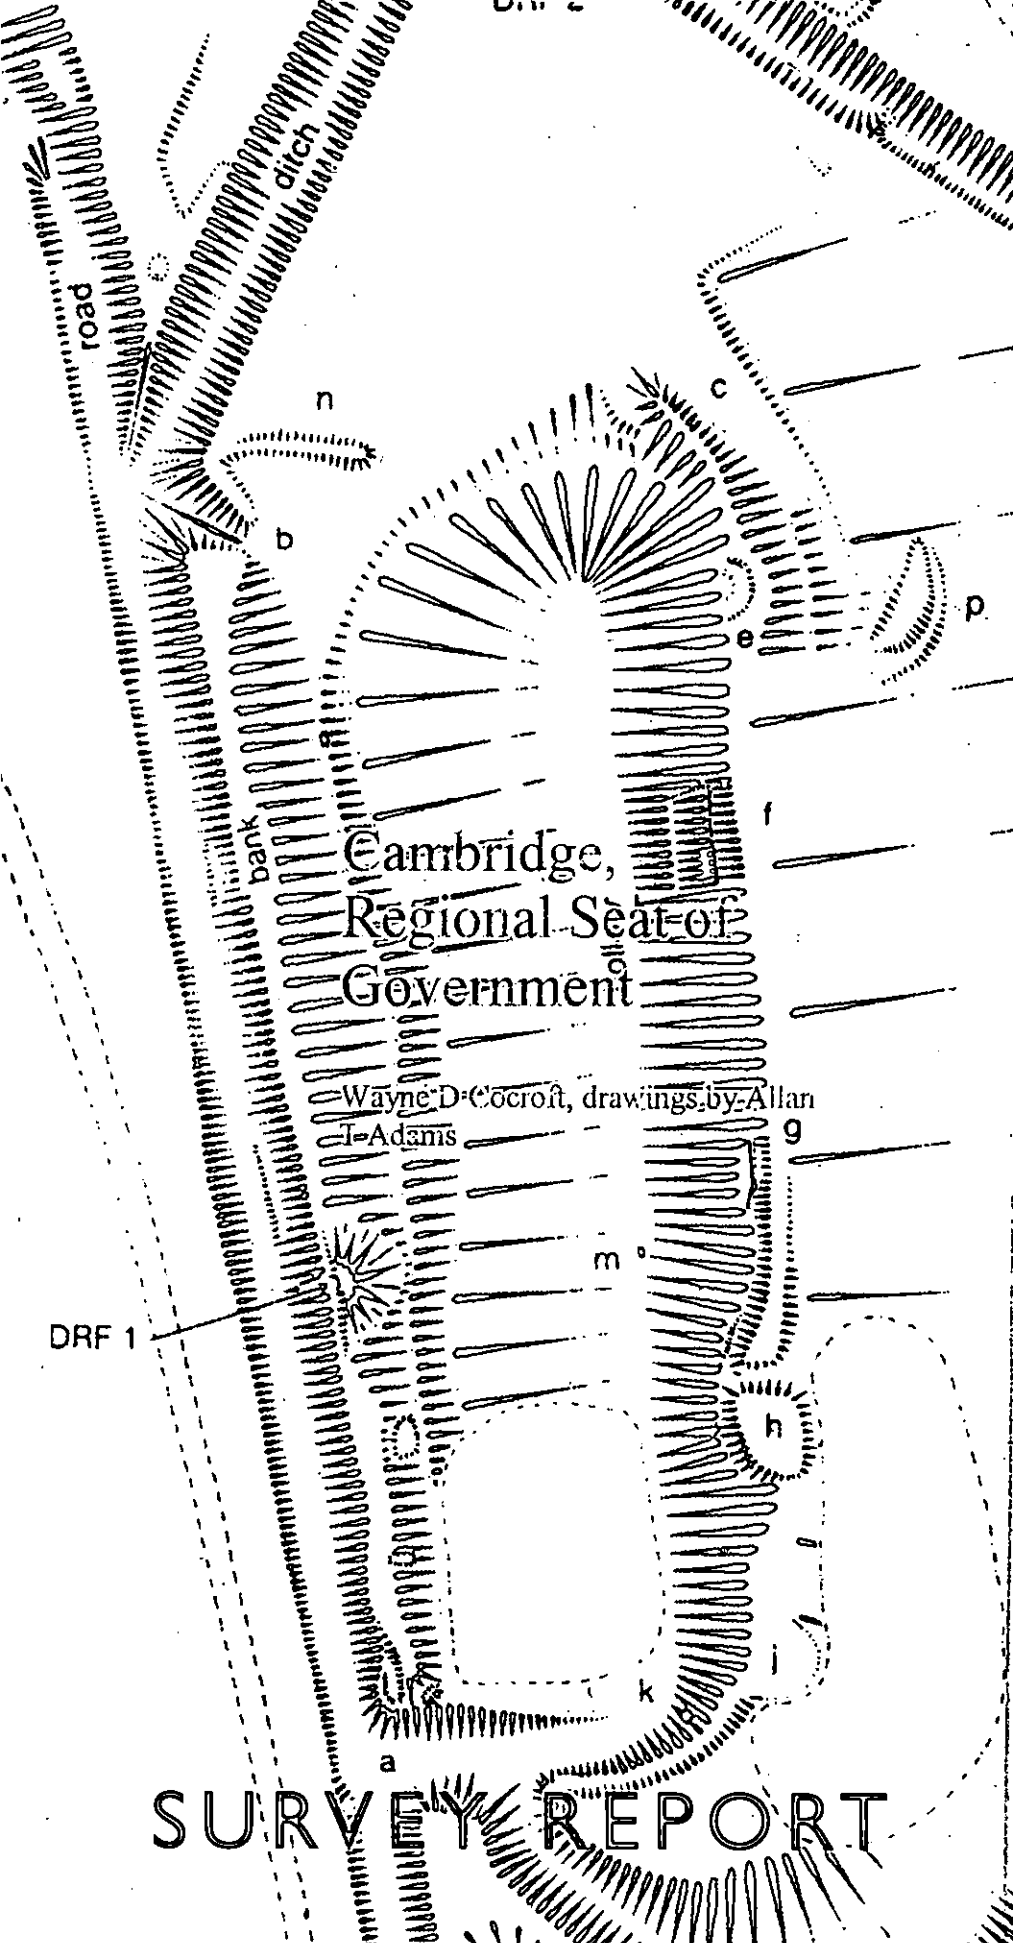 DRF 2
ditch
road
c
n
b
p
e
f
bank
Cambridge,
Regional Seat of
Government
Wayne D Cocroft, drawings by Allan
T Adams
g
m
DRF 1
h
j
k
a
SURVEY REPORT